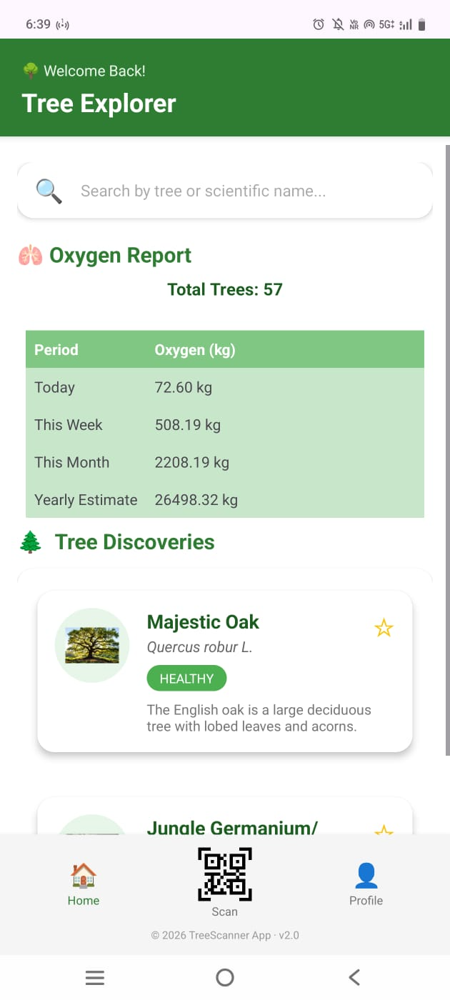 6:39
VO
NR
5G
Welcome Back!
Tree Explorer
Search by tree or scientific name...
Oxygen Report
Total Trees: 57
Period Oxygen (kg)
Today 72.60 kg
This Week 508.19 kg
This Month 2208.19 kg
Yearly Estimate 26498.32 kg
Tree Discoveries
Majestic Oak
Quercus robur L.
HEALTHY
The English oak is a large deciduous
tree with lobed leaves and acorns.
Jungle Germanium/
Home
Scan
Profile
© 2026 TreeScanner App · v2.0